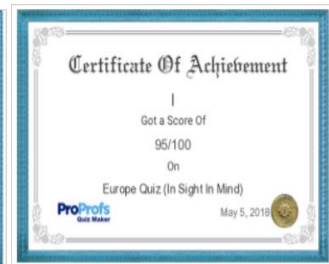 Certificate Of Achievement
I
Got a Score Of
95/100
On
Europe Quiz (In Sight In Mind)
ProProfs
Quiz Maker
May 5, 2018